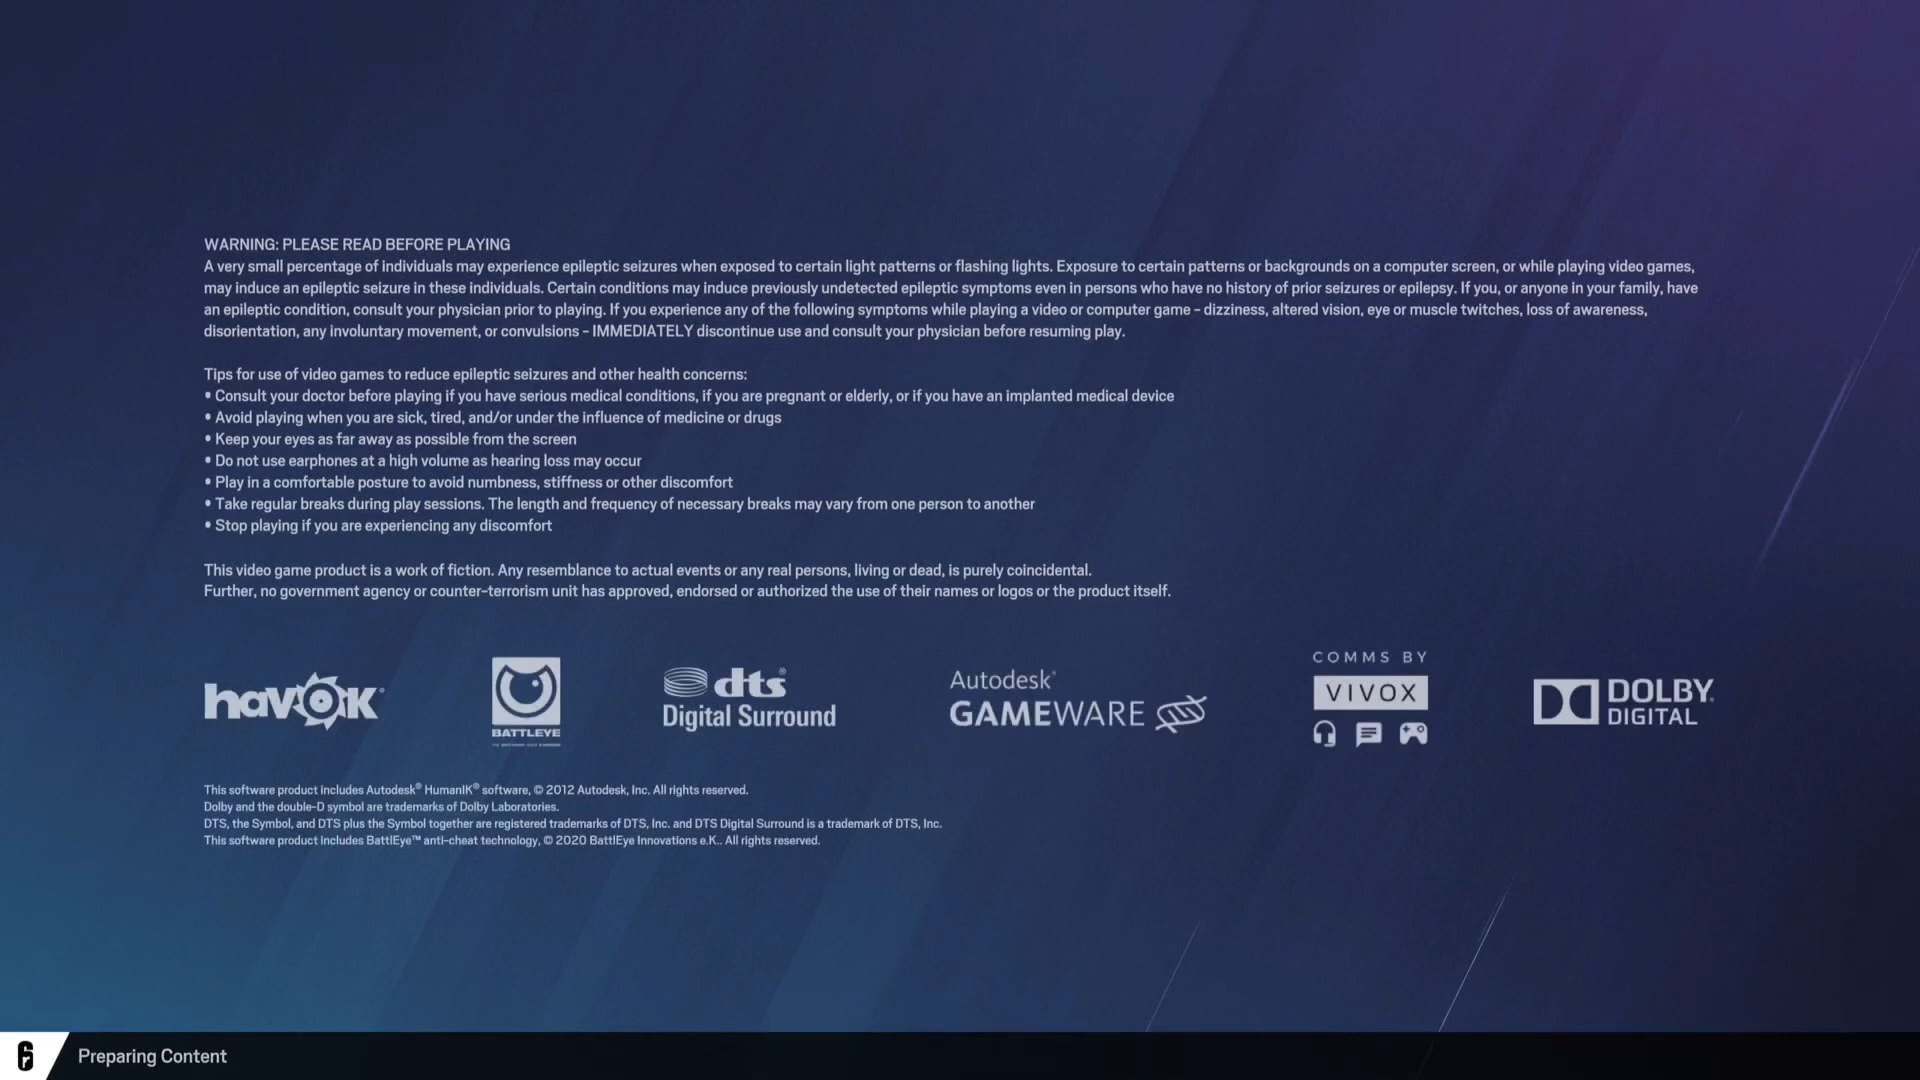 WARNING: PLEASE READ BEFORE PLAYING
A very small percentage of individuals may experience epileptic seizures when exposed to certain light patterns or flashing lights. Exposure to certain patterns or backgrounds on a computer screen, or while playing video games,
may induce an epileptic seizure in these individuals. Certain conditions may induce previously undetected epileptic symptoms even in persons who have no history of prior seizures or epilepsy. If you, or anyone in your family, have
an epileptic condition, consult your physician prior to playing. If you experience any of the following symptoms while playing a video or computer game - dizziness, altered vision, eye or muscle twitches, loss of awareness,
disorientation, any involuntary movement, or convulsions - IMMEDIATELY discontinue use and consult your physician before resuming play.
Tips for use of video games to reduce epileptic seizures and other health concerns:
• Consult your doctor before playing if you have serious medical conditions, if you are pregnant or elderly, or if you have an implanted medical device
• Avoid playing when you are sick, tired, and/or under the influence of medicine or drugs
• Keep your eyes as far away as possible from the screen
• Do not use earphones at a high volume as hearing loss may occur
• Play in a comfortable posture to avoid numbness, stiffness or other discomfort
• Take regular breaks during play sessions. The length and frequency of necessary breaks may vary from one person to another
• Stop playing if you are experiencing any discomfort
This video game product is a work of fiction. Any resemblance to actual events or any real persons, living or dead, is purely coincidental.
Further, no government agency or counter-terrorism unit has approved, endorsed or authorized the use of their names or logos or the product itself.
havok®
BATTLEYE
dts®
Digital Surround
Autodesk®
GAMEWARE
COMMS BY
VIVOX
DOLBY®
DIGITAL
This software product includes Autodesk® HumanIK® software, © 2012 Autodesk, Inc. All rights reserved.
Dolby and the double-D symbol are trademarks of Dolby Laboratories.
DTS, the Symbol, and DTS plus the Symbol together are registered trademarks of DTS, Inc. and DTS Digital Surround is a trademark of DTS, Inc.
This software product includes BattlEye™ anti-cheat technology, © 2020 BattlEye Innovations e.K.. All rights reserved.
6
Preparing Content